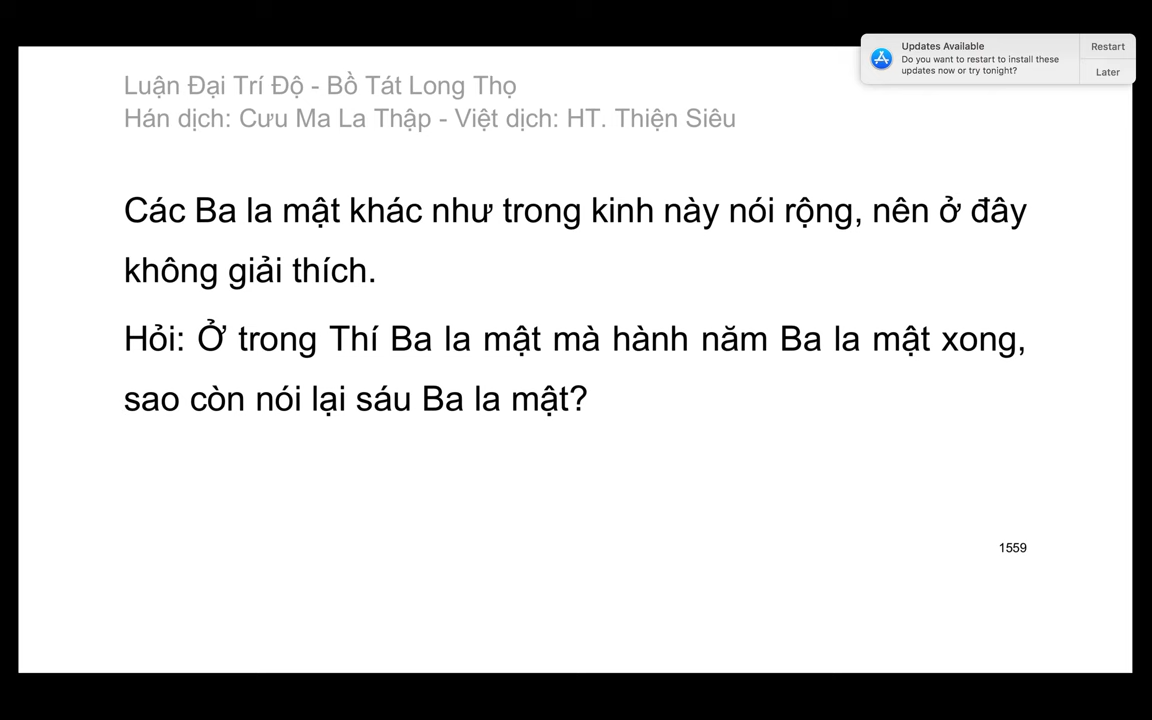 Updates Available
Do you want to restart to install these
updates now or try tonight?
Restart
Later
Luận Đại Trí Độ - Bồ Tát Long Thọ
Hán dịch: Cưu Ma La Thập - Việt dịch: HT. Thiện Siêu
Các Ba la mật khác như trong kinh này nói rộng, nên ở đây
không giải thích.
Hỏi: Ở trong Thí Ba la mật mà hành năm Ba la mật xong,
sao còn nói lại sáu Ba la mật?
1559